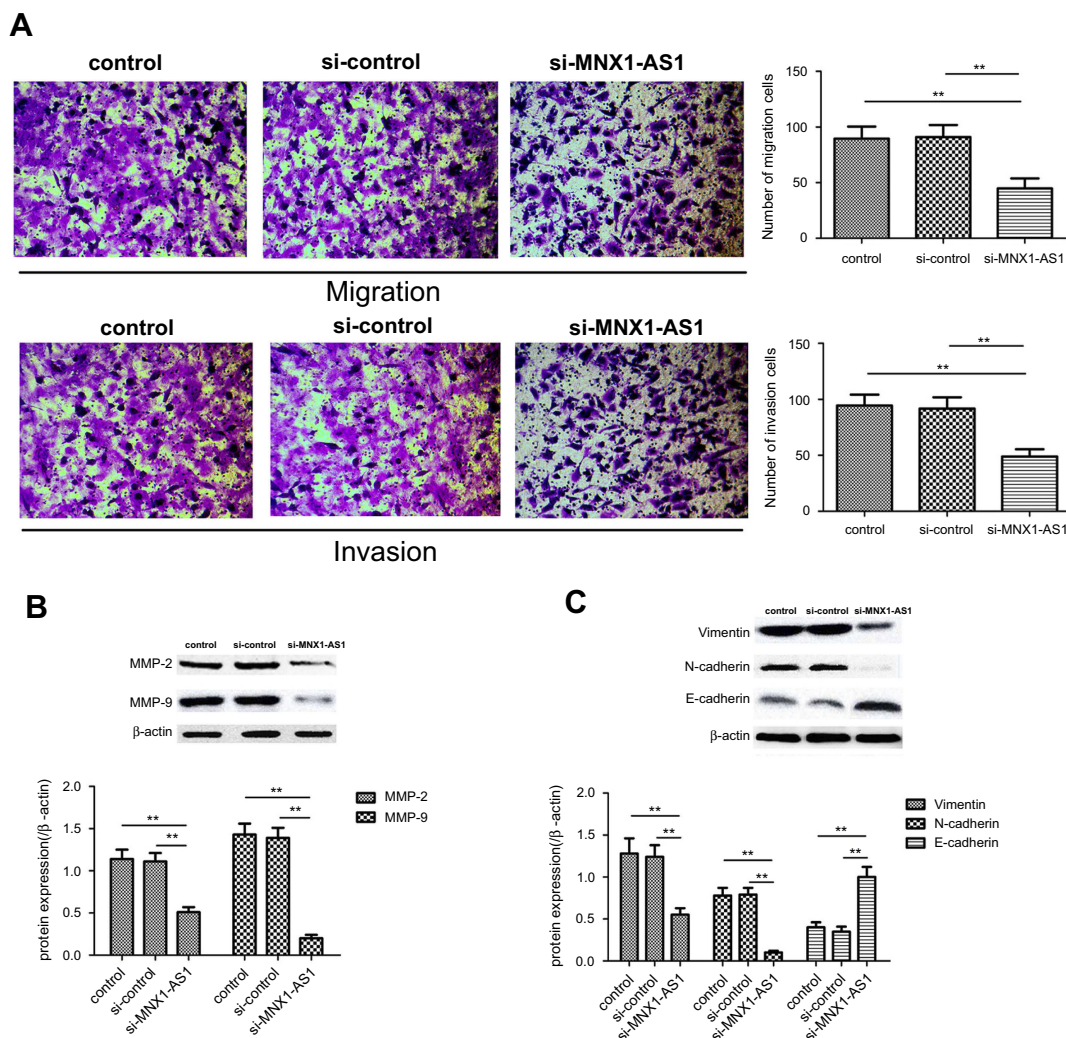 A
control
si-control
si-MNX1-AS1
Migration
150
100
50
0
Number of migration cells
**
**
control
si-control
si-MNX1-AS1
control
si-control
si-MNX1-AS1
Invasion
150
100
50
0
Number of invasion cells
**
**
control
si-control
si-MNX1-AS1
B
control
si-control
si-MNX1-AS1
MMP-2
MMP-9
β-actin
2.0
1.5
1.0
0.5
0.0
protein expression(/β -actin)
**
**
**
**
MMP-2
MMP-9
control
si-control
si-MNX1-AS1
control
si-control
si-MNX1-AS1
C
control
si-control
si-MNX1-AS1
Vimentin
N-cadherin
E-cadherin
β-actin
2.0
1.5
1.0
0.5
0.0
protein expression(/β -actin)
**
**
**
**
**
**
Vimentin
N-cadherin
E-cadherin
control
si-control
si-MNX1-AS1
control
si-control
si-MNX1-AS1
control
si-control
si-MNX1-AS1